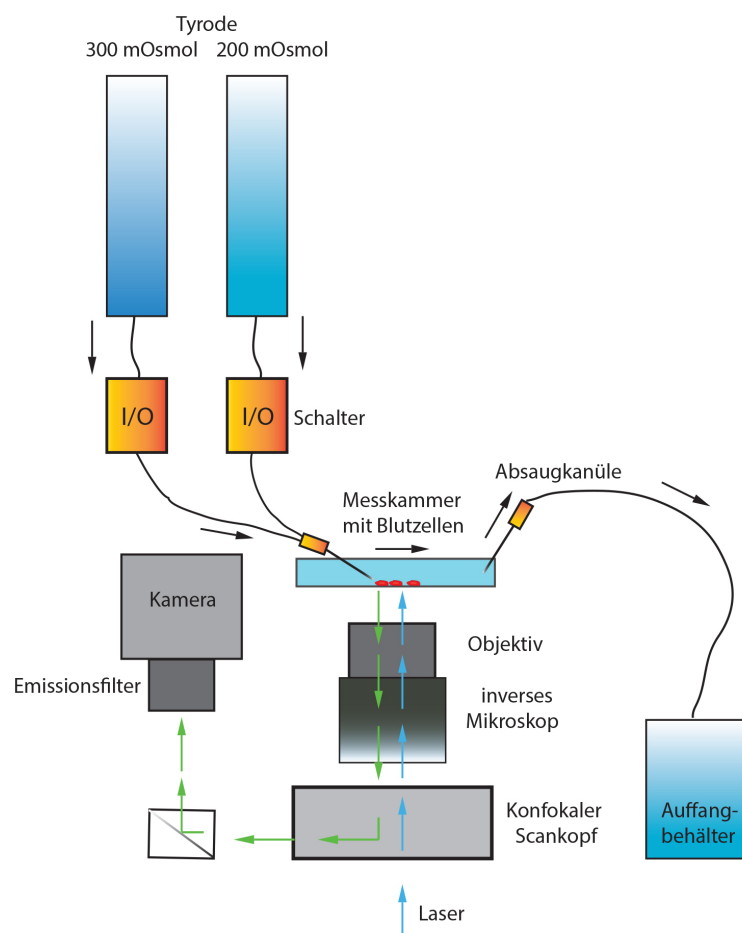 Tyrode
300 mOsmol
200 mOsmol
I/O
I/O
Schalter
Absaugkanüle
Messkammer
mit Blutzellen
Kamera
Objektiv
Emissionsfilter
inverses
Mikroskop
Konfokaler
Scankopf
Auffang-
behälter
Laser